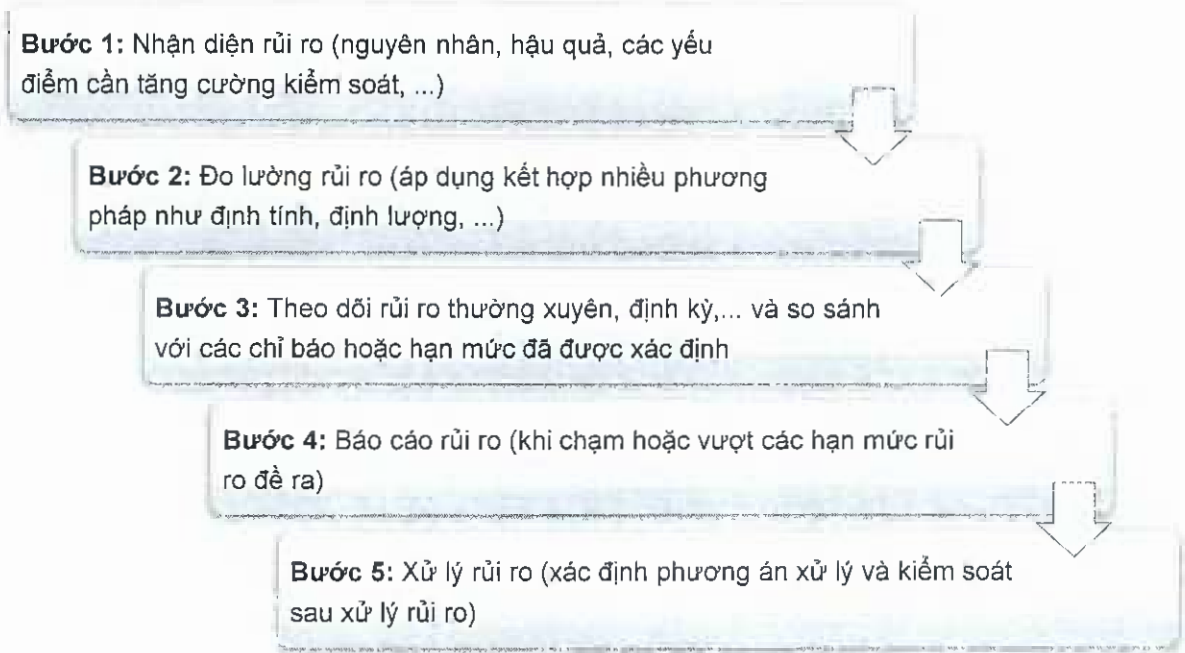 Bước 1: Nhận diện rủi ro (nguyên nhân, hậu quả, các yếu
điểm cần tăng cường kiểm soát, ...)
Bước 2: Đo lường rủi ro (áp dụng kết hợp nhiều phương
pháp như định tính, định lượng, ...)
Bước 3: Theo dõi rủi ro thường xuyên, định kỳ,... và so sánh
với các chỉ báo hoặc hạn mức đã được xác định
Bước 4: Báo cáo rủi ro (khi chạm hoặc vượt các hạn mức rủi
ro đề ra)
Bước 5: Xử lý rủi ro (xác định phương án xử lý và kiểm soát
sau xử lý rủi ro)